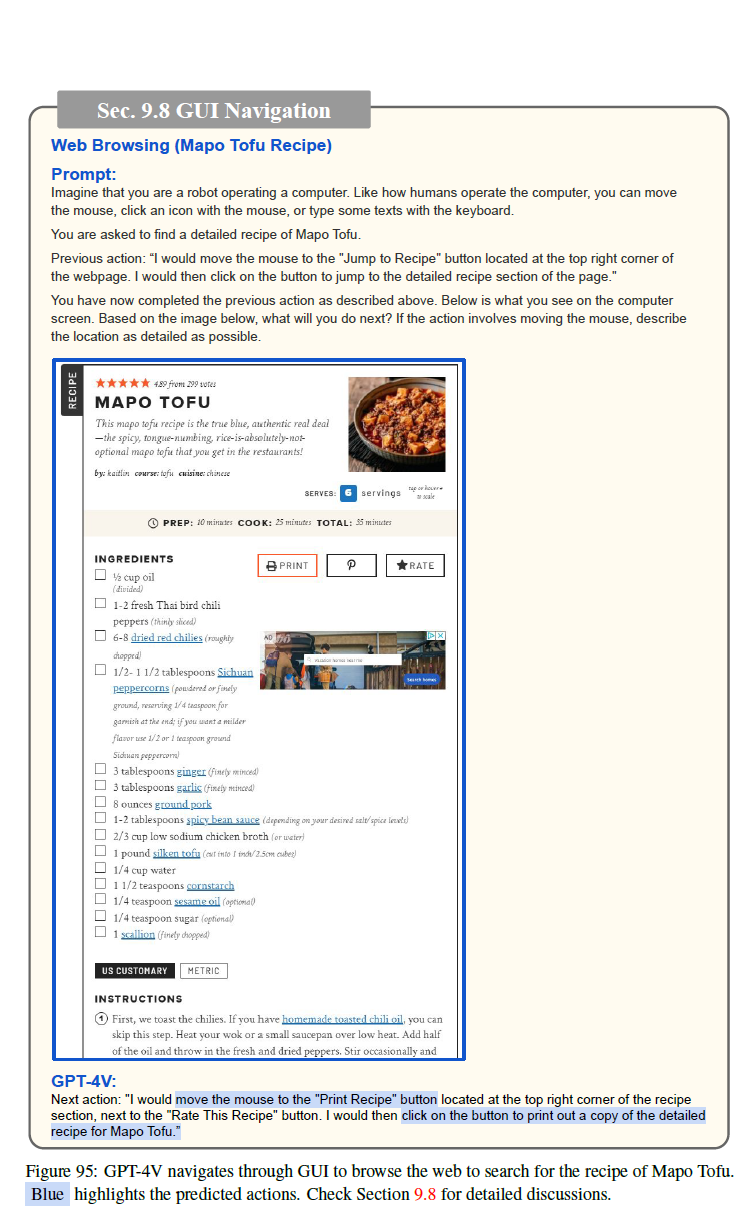 Sec. 9.8 GUI Navigation
Web Browsing (Mapo Tofu Recipe)
Prompt:
Imagine that you are a robot operating a computer. Like how humans operate the computer, you can move
the mouse, click an icon with the mouse, or type some texts with the keyboard.
You are asked to find a detailed recipe of Mapo Tofu.
Previous action: “I would move the mouse to the "Jump to Recipe" button located at the top right corner of
the webpage. I would then click on the button to jump to the detailed recipe section of the page."
You have now completed the previous action as described above. Below is what you see on the computer
screen. Based on the image below, what will you do next? If the action involves moving the mouse, describe
the location as detailed as possible.
RECIPE
4.89 from 299 votes
MAPO TOFU
This mapo tofu recipe is the true blue, authentic real deal
—the spicy, tongue-numbing, rice-is-absolutely-not-
optional mapo tofu that you get in the restaurants!
by: kaitlin course: tofu cuisine: chinese
SERVES: 6 servings
tap or hover
to scale
PREP: 10 minutes COOK: 25 minutes TOTAL: 35 minutes
INGREDIENTS
PRINT
RATE
½ cup oil
(divided)
1-2 fresh Thai bird chili
peppers (thinly sliced)
6-8 dried red chilies (roughly
chopped)
AD
Vacation homes near me
Search homes
1/2- 1 1/2 tablespoons Sichuan
peppercorns (powdered or finely
ground, reserving 1/4 teaspoon for
garnish at the end; if you want a milder
flavor use 1/2 or 1 teaspoon ground
Sichuan peppercorn)
3 tablespoons ginger (finely minced)
3 tablespoons garlic (finely minced)
8 ounces ground pork
1-2 tablespoons spicy bean sauce (depending on your desired salt/spice levels)
2/3 cup low sodium chicken broth (or water)
1 pound silken tofu (cut into 1 inch/2.5cm cubes)
1/4 cup water
1 1/2 teaspoons cornstarch
1/4 teaspoon sesame oil (optional)
1/4 teaspoon sugar (optional)
1 scallion (finely chopped)
US CUSTOMARY METRIC
INSTRUCTIONS
1 First, we toast the chilies. If you have homemade toasted chili oil, you can
skip this step. Heat your wok or a small saucepan over low heat. Add half
of the oil and throw in the fresh and dried peppers. Stir occasionally and
GPT-4V:
Next action: "I would move the mouse to the "Print Recipe" button located at the top right corner of the recipe
section, next to the "Rate This Recipe" button. I would then click on the button to print out a copy of the detailed
recipe for Mapo Tofu.”
Figure 95: GPT-4V navigates through GUI to browse the web to search for the recipe of Mapo Tofu.
Blue highlights the predicted actions. Check Section 9.8 for detailed discussions.